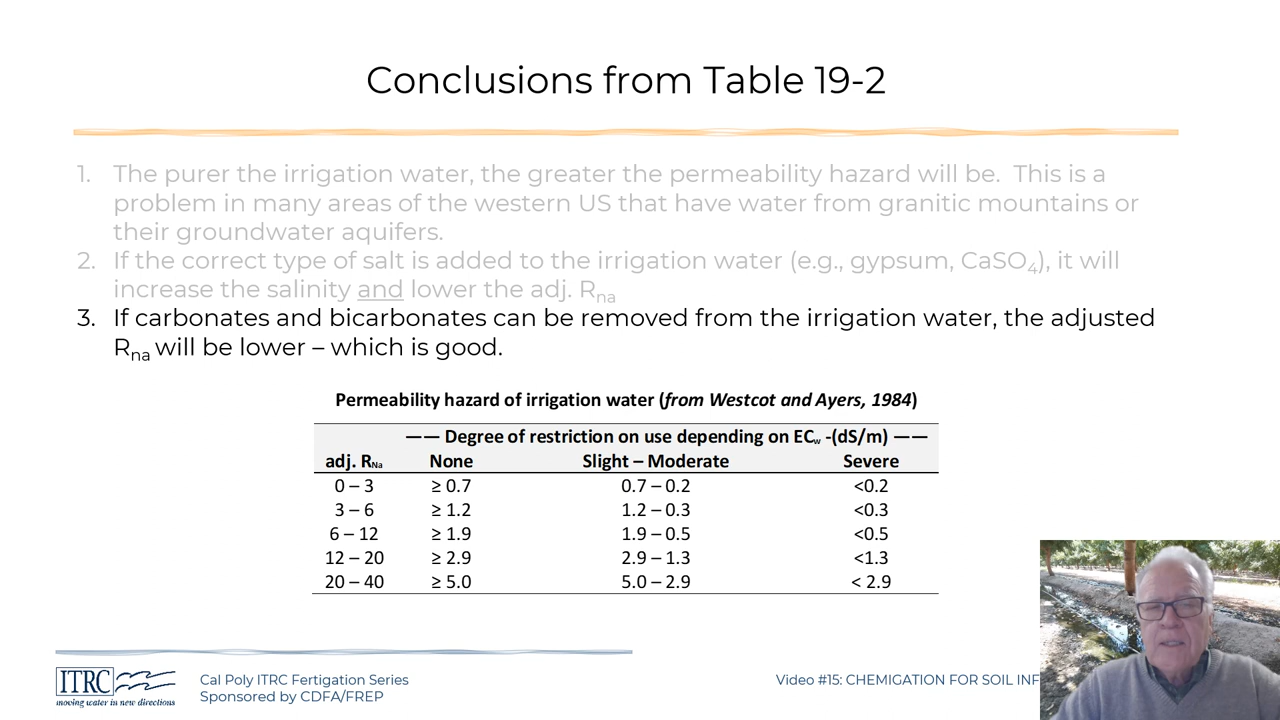 Conclusions from Table 19-2
1. The purer the irrigation water, the greater the permeability hazard will be.  This is a
problem in many areas of the western US that have water from granitic mountains or
their groundwater aquifers.
2. If the correct type of salt is added to the irrigation water (e.g., gypsum, CaSO4), it will
increase the salinity and lower the adj. Rna
3. If carbonates and bicarbonates can be removed from the irrigation water, the adjusted
Rna will be lower – which is good.
Permeability hazard of irrigation water (from Westcot and Ayers, 1984)
—— Degree of restriction on use depending on ECw -(dS/m) ——
adj. RNa None Slight – Moderate Severe
0 – 3 ≥ 0.7 0.7 – 0.2 <0.2
3 – 6 ≥ 1.2 1.2 – 0.3 <0.3
6 – 12 ≥ 1.9 1.9 – 0.5 <0.5
12 – 20 ≥ 2.9 2.9 – 1.3 <1.3
20 – 40 ≥ 5.0 5.0 – 2.9 < 2.9
ITRC
moving water in new directions
Cal Poly ITRC Fertigation Series
Sponsored by CDFA/FREP
Video #15: CHEMIGATION FOR SOIL INF